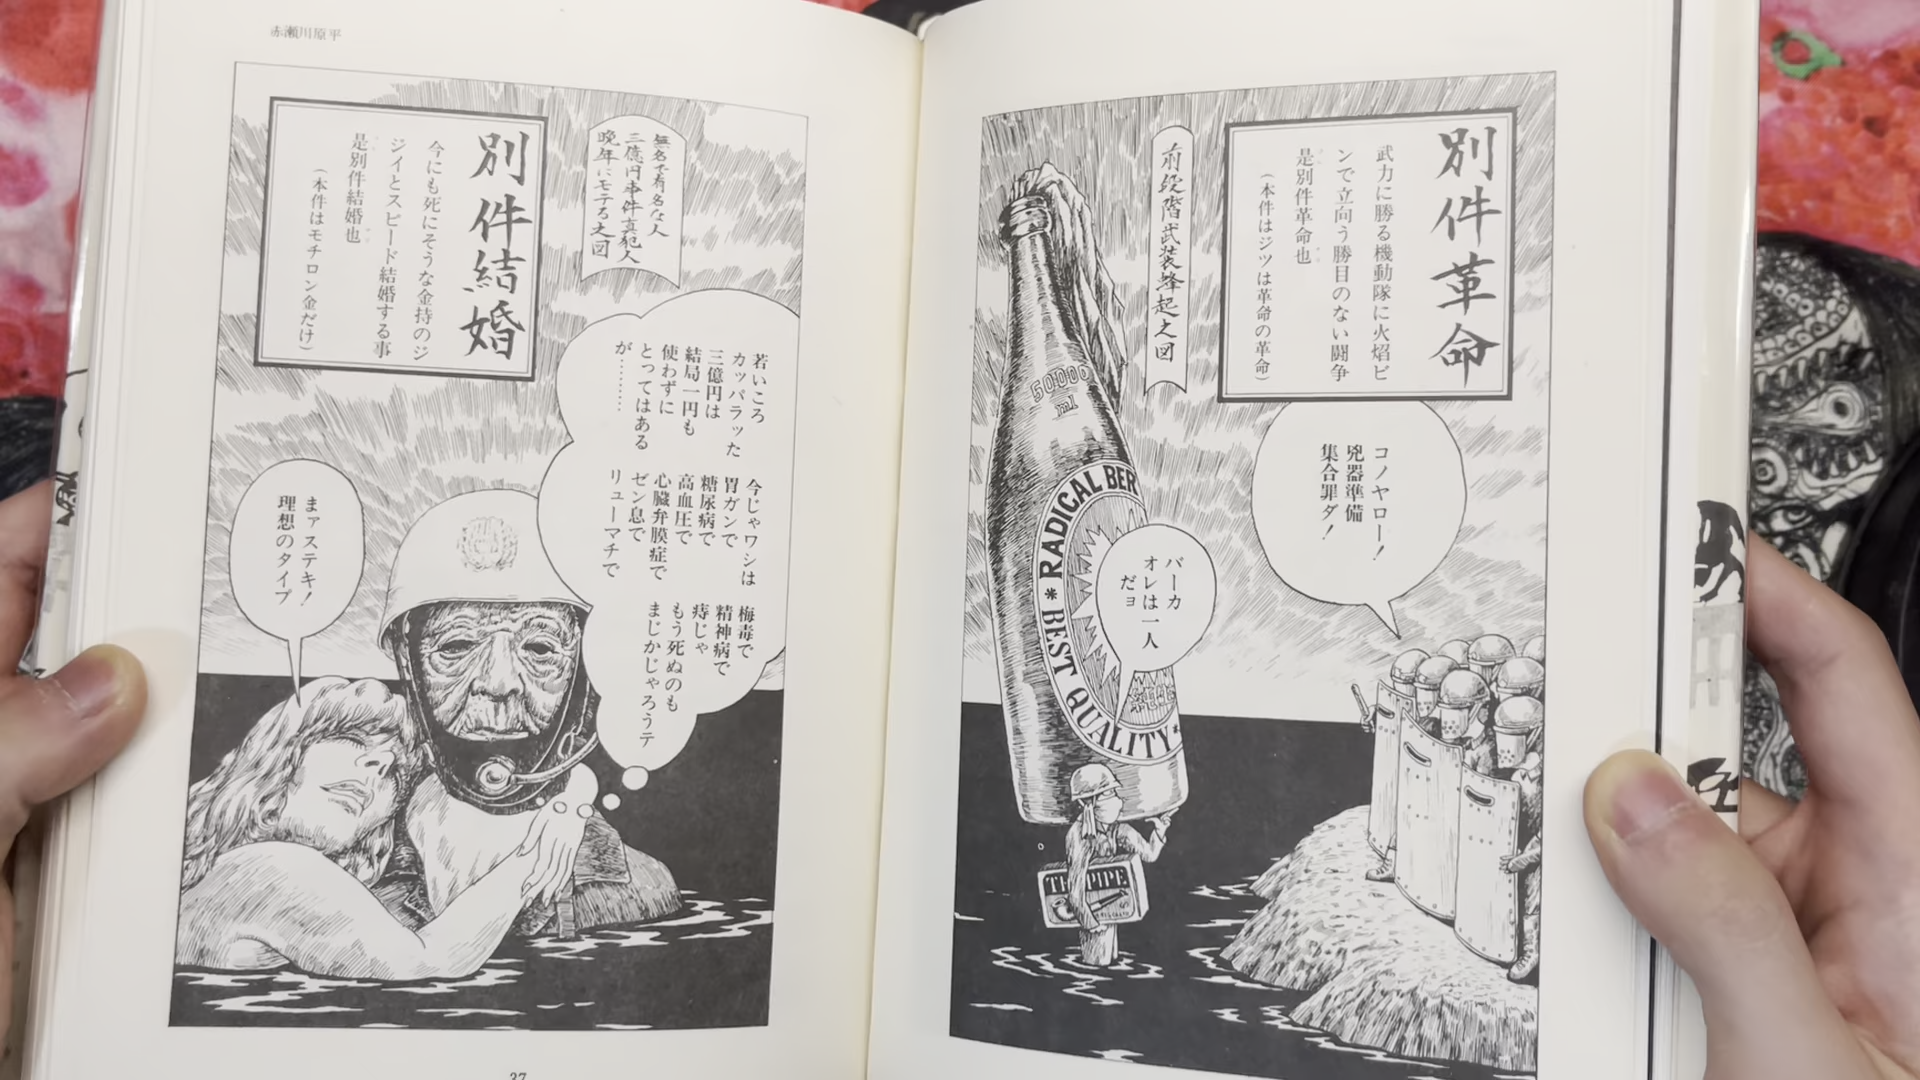 赤瀬川原平
別件革命
武力に勝る機動隊に火焰ビ
ンで立向う勝目のない闘争
是別件革命也
(本件はジツは革命の革命)
前段階武装蜂起之図
コノヤロー!
兇器準備
集合罪ダ!
50000
ml
RADICAL BER
* BEST QUALITY *
バーカ
オレは一人
だョ
THE PIPE
無名で有名な人
三億円事件真犯人
晩年にモテる之図
別件結婚
今にも死にそうな金持のジ
ジイとスピード結婚する事
是別件結婚也
(本件はモチロン金だけ)
若いころ
カッパラッた
三億円は
結局一円も
使わずに
とってはある
が………
今じゃワシは
胃ガンで
糖尿病で
高血圧で
心臓弁膜症で
ゼン息で
リューマチで
梅毒で
精神病で
痔じゃ
もう死ぬのも
まじかじゃろうテ
まァステキ!
理想のタイプ
37